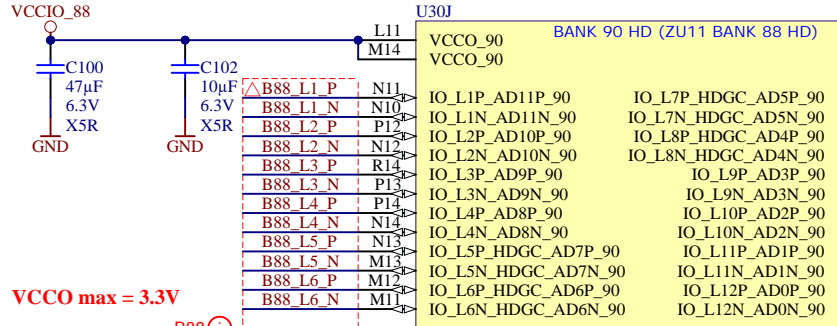 VCCIO_88
U30J
L11
M14
VCCO_90
VCCO_90
BANK 90 HD (ZU11 BANK 88 HD)
C100
47µF
6.3V
X5R
GND
C102
10µF
6.3V
X5R
GND
B88_L1_P N11 IO_L1P_AD11P_90 IO_L7P_HDGC_AD5P_90
B88_L1_N N10 IO_L1N_AD11N_90 IO_L7N_HDGC_AD5N_90
B88_L2_P P12 IO_L2P_AD10P_90 IO_L8P_HDGC_AD4P_90
B88_L2_N N12 IO_L2N_AD10N_90 IO_L8N_HDGC_AD4N_90
B88_L3_P R14 IO_L3P_AD9P_90 IO_L9P_AD3P_90
B88_L3_N P13 IO_L3N_AD9N_90 IO_L9N_AD3N_90
B88_L4_P P14 IO_L4P_AD8P_90 IO_L10P_AD2P_90
B88_L4_N N14 IO_L4N_AD8N_90 IO_L10N_AD2N_90
B88_L5_P N13 IO_L5P_HDGC_AD7P_90 IO_L11P_AD1P_90
B88_L5_N M13 IO_L5N_HDGC_AD7N_90 IO_L11N_AD1N_90
B88_L6_P M12 IO_L6P_HDGC_AD6P_90 IO_L12P_AD0P_90
B88_L6_N M11 IO_L6N_HDGC_AD6N_90 IO_L12N_AD0N_90
VCCO max = 3.3V
B88